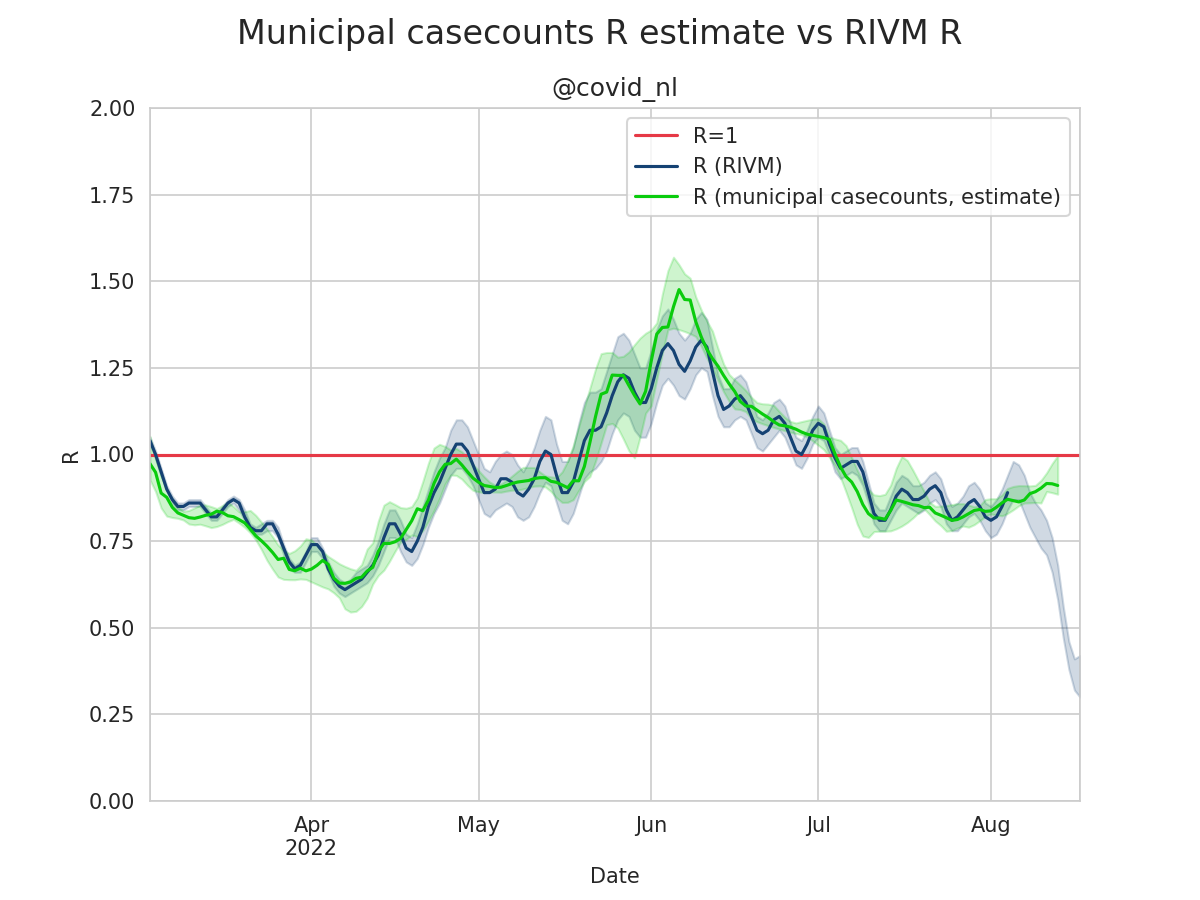 Municipal casecounts R estimate vs RIVM R
@covid_nl
2.00
1.75
1.50
1.25
1.00
0.75
0.50
0.25
0.00
R
R=1
R (RIVM)
R (municipal casecounts, estimate)
Apr
2022
May
Jun
Jul
Aug
Date